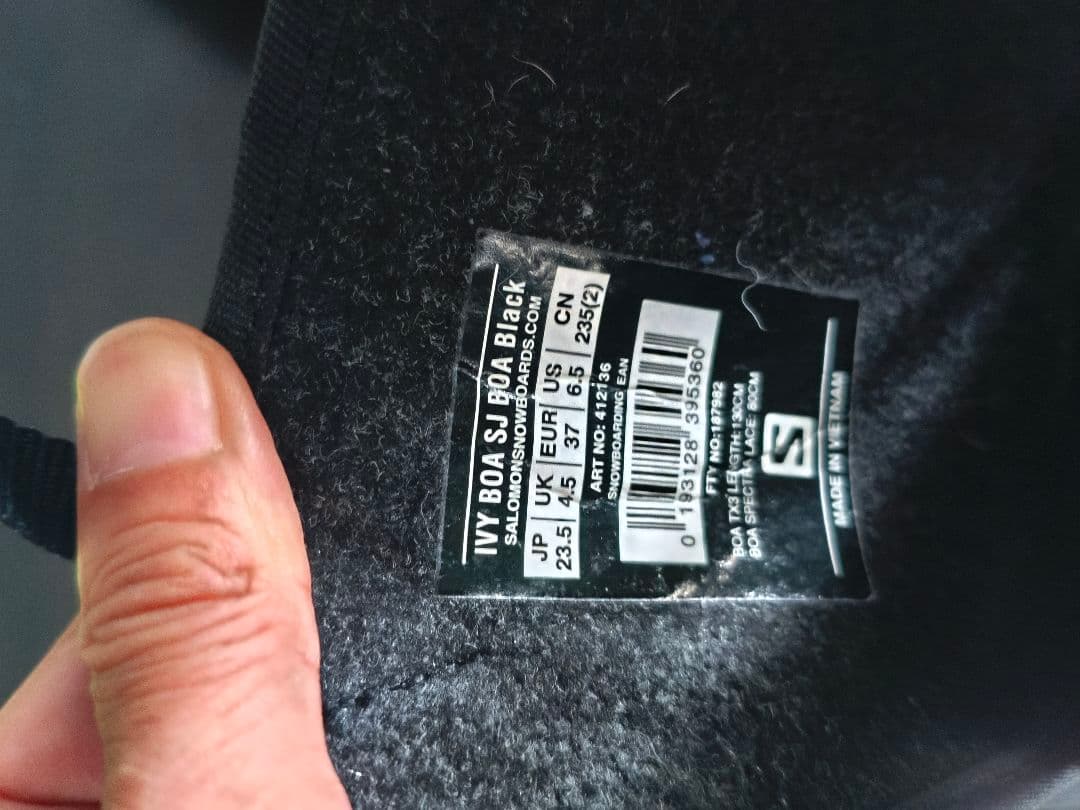 IVY BOA SJ BOA Black
SALOMONSNOWBOARDS.COM
JP | UK | EUR | US | CN
23.5 | 4.5 | 37 | 6.5 | 235(2)
ART NO: 412136
SNOWBOARDING EAN
0 193128 395360
FTY NO:187982
BOA TX3 LENGTH:130CM
BOA SPECTRA LACE: 80CM
S
MADE IN VIETNAM